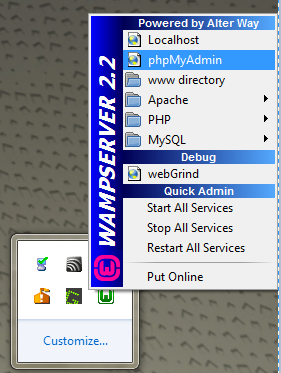 WAMPSERVER 2.2
Powered by Alter Way
Localhost
phpMyAdmin
www directory
Apache
PHP
MySQL
Debug
webGrind
Quick Admin
Start All Services
Stop All Services
Restart All Services
Put Online
Customize...